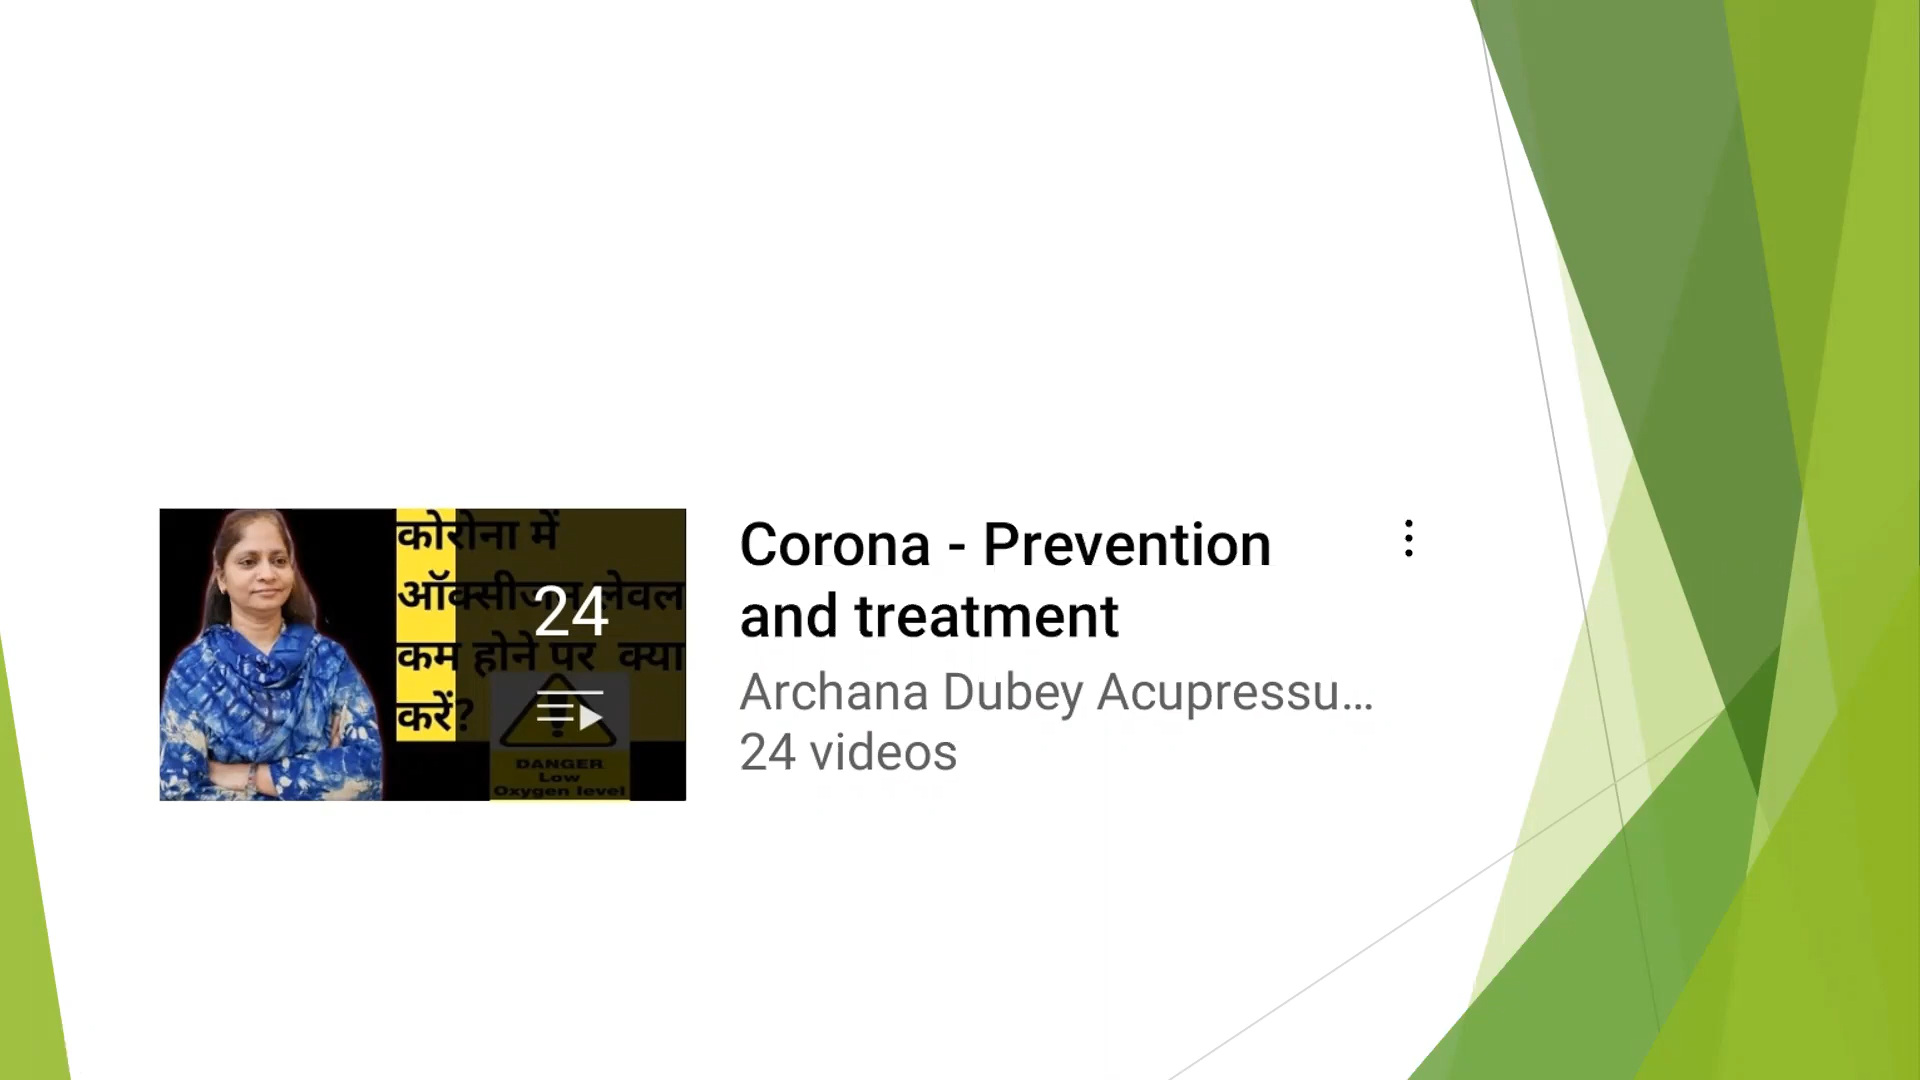 कोरोना में
ऑक्सीजन लेवल
24
कम होने पर क्या
करें?
DANGER
Low
Oxygen level
Corona - Prevention
and treatment
Archana Dubey Acupressu...
24 videos